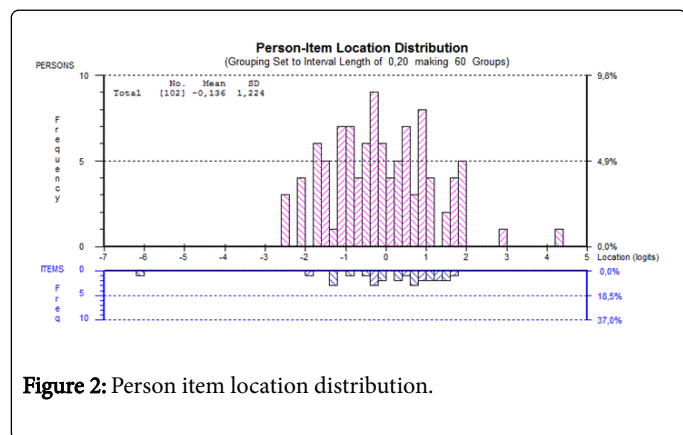 Person-Item Location Distribution
(Grouping Set to Interval Length of 0,20 making 60 Groups)
PERSONS
No. Mean SD
Total [102] -0,136 1,224
10 9,8%
Frequency
5 4,9%
0 0,0%
-7 -6 -5 -4 -3 -2 -1 0 1 2 3 4 5 Location (logits)
ITEMS 0 0,0%
Freq
5 18,5%
10 37,0%
Figure 2: Person item location distribution.